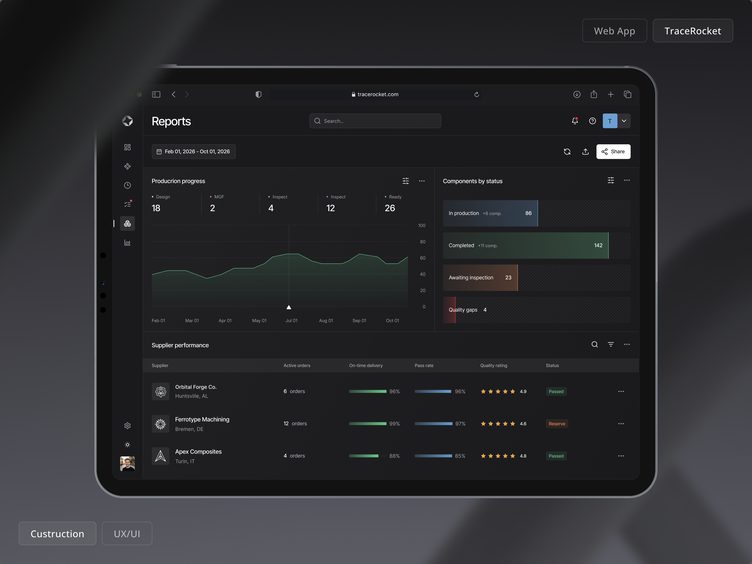 Web App
TraceRocket
tracerocket.com
Reports
Search...
T
Feb 01, 2026 - Oct 01, 2026
Share
Producrion progress
Design
18
MGF
2
Inspect
4
Inspect
12
Ready
26
100
80
60
40
20
0
Feb 01
Mar 01
Apr 01
May 01
Jul 01
Aug 01
Sep 01
Oct 01
Components by status
In production +6 comp. 86
Completed +11 comp. 142
Awaiting inspection 23
Quality gaps 4
Supplier performance
Supplier Active orders On-time delivery Pass rate Quality rating Status
Orbital Forge Co.
Huntsville, AL
6 orders 96% 96% 4.9 Passed
Ferrotype Machining
Bremen, DE
12 orders 99% 97% 4.6 Reserve
Apex Composites
Turin, IT
4 orders 88% 85% 4.8 Passed
Custruction
UX/UI